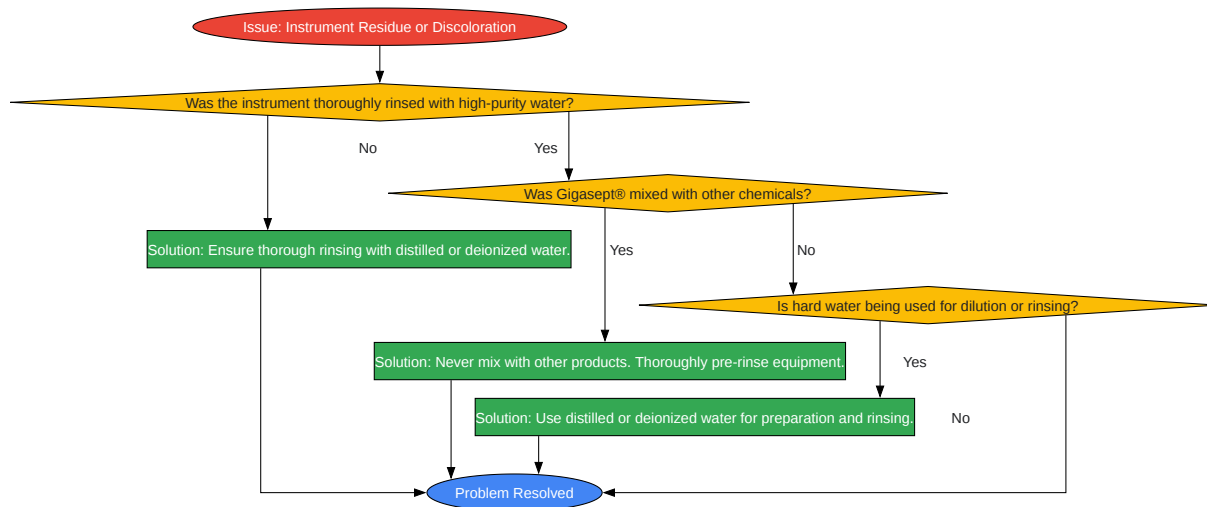 Issue: Instrument Residue or Discoloration
Was the instrument thoroughly rinsed with high-purity water?
No
Yes
Was Gigasept® mixed with other chemicals?
Solution: Ensure thorough rinsing with distilled or deionized water.
Yes
No
Is hard water being used for dilution or rinsing?
Solution: Never mix with other products. Thoroughly pre-rinse equipment.
Yes
Solution: Use distilled or deionized water for preparation and rinsing.
No
Problem Resolved